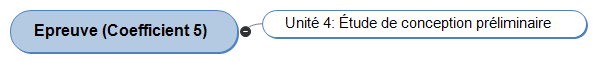 Epreuve (Coefficient 5)
Unité 4: Étude de conception préliminaire